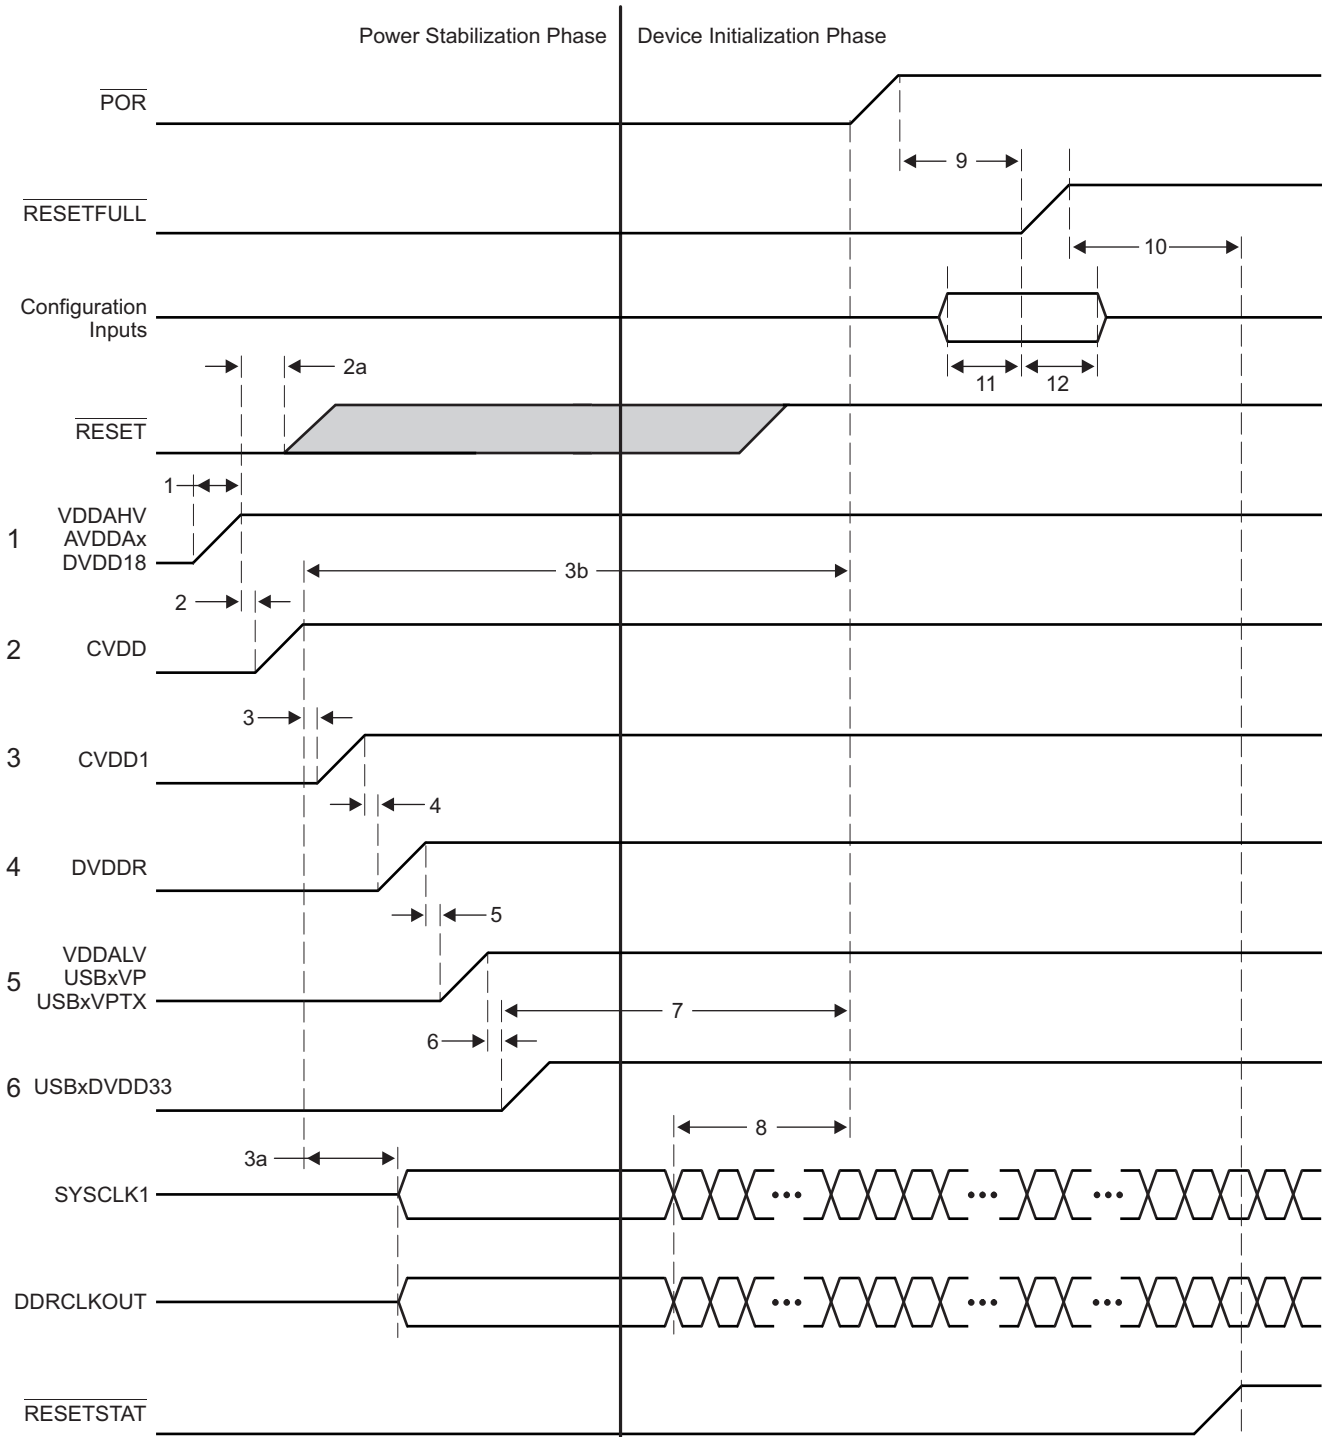 Power Stabilization Phase
Device Initialization Phase
POR
9
RESETFULL
10
Configuration
Inputs
11
12
2a
RESET
1
1
VDDAHV
AVDDAx
DVDD18
3b
2
2
CVDD
3
3
CVDD1
4
4
DVDDR
5
5
VDDALV
USBxVP
USBxVPTX
7
6
6
USBxDVDD33
8
3a
SYSCLK1
DDRCLKOUT
RESETSTAT